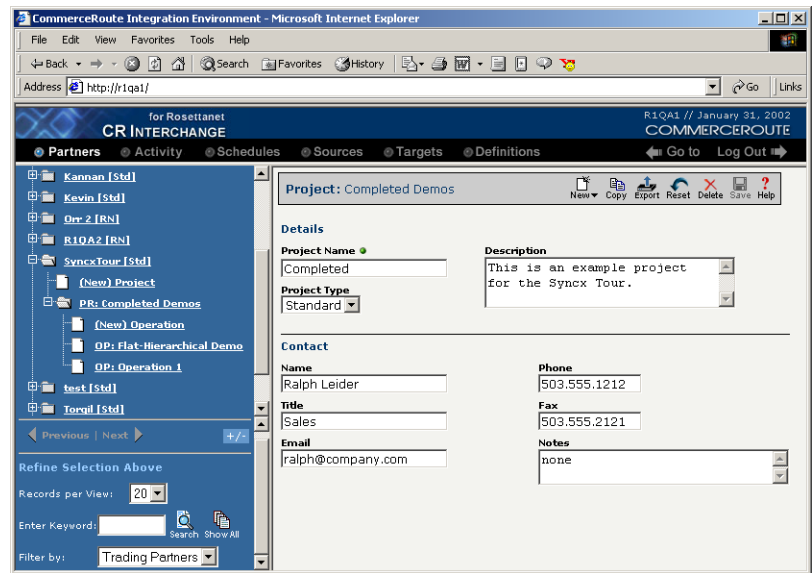 CommerceRoute Integration Environment - Microsoft Internet Explorer
File Edit View Favorites Tools Help
Back Search Favorites History
Address http://r1qa1/ Go Links
for Rosettanet
CR INTERCHANGE
R1QA1 // January 31, 2002
COMMERCEROUTE
Partners Activity Schedules Sources Targets Definitions Go to Log Out
Kannan [Std]
Kevin [Std]
Orr 2 [RN]
R1QA2 [RN]
SyncxTour [Std]
(New) Project
PR: Completed Demos
(New) Operation
OP: Flat-Hierarchical Demo
OP: Operation 1
test [Std]
Torgil [Std]
Previous | Next +/-
Refine Selection Above
Records per View: 20
Enter Keyword: Search Show All
Filter by: Trading Partners
Project: Completed Demos
New Copy Export Reset Delete Save Help
Details
Project Name
Completed
Project Type
Standard
Description
This is an example project
for the Syncx Tour.
Contact
Name
Ralph Leider
Title
Sales
Email
ralph@company.com
Phone
503.555.1212
Fax
503.555.2121
Notes
none